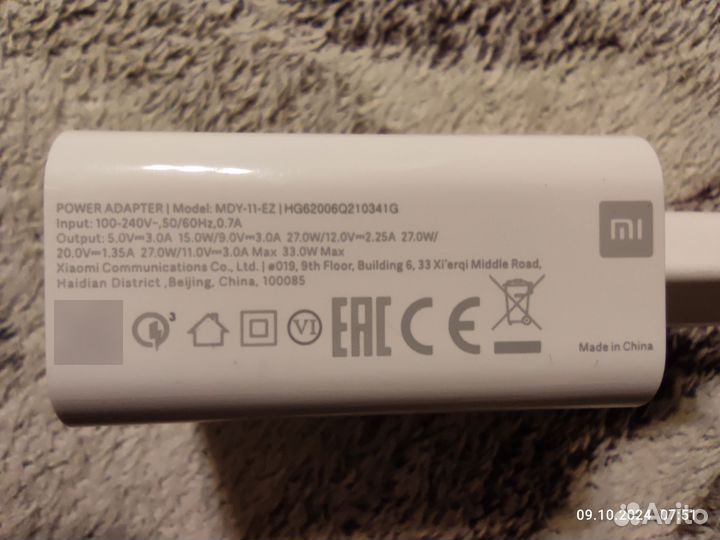 POWER ADAPTER | Model: MDY-11-EZ | HG62006Q210341G
Input: 100-240V~,50/60Hz,0.7A
Output: 5.0V⎓3.0A 15.0W/9.0V⎓3.0A 27.0W/12.0V⎓2.25A 27.0W/
20.0V⎓1.35A 27.0W/11.0V⎓3.0A Max 33.0W Max
Xiaomi Communications Co., Ltd. | #019, 9th Floor, Building 6, 33 Xi'erqi Middle Road,
Haidian District ,Beijing, China, 100085
mi
3
VI
EAC CE
Made in China
09.10.2024 07:51
Avito